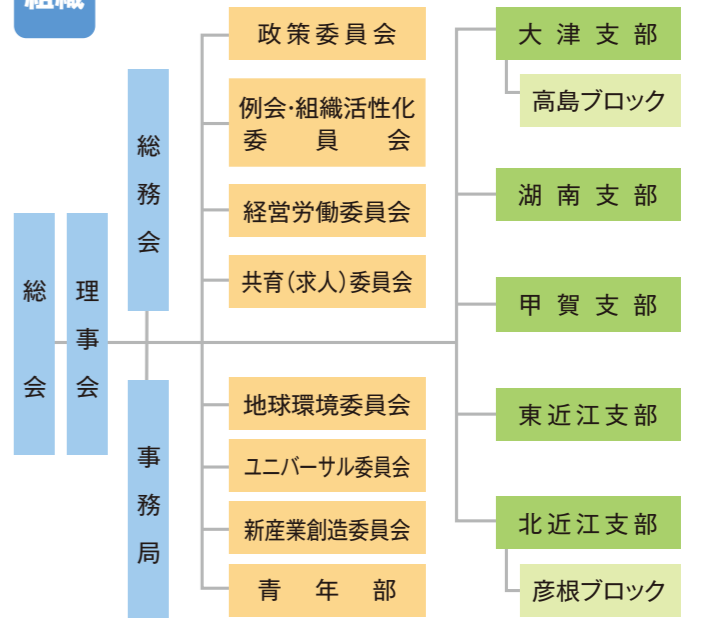 組織
総会
理事会
総務会
事務局
政策委員会
例会・組織活性化
委員会
経営労働委員会
共育(求人)委員会
地球環境委員会
ユニバーサル委員会
新産業創造委員会
青年部
大津支部
高島ブロック
湖南支部
甲賀支部
東近江支部
北近江支部
彦根ブロック